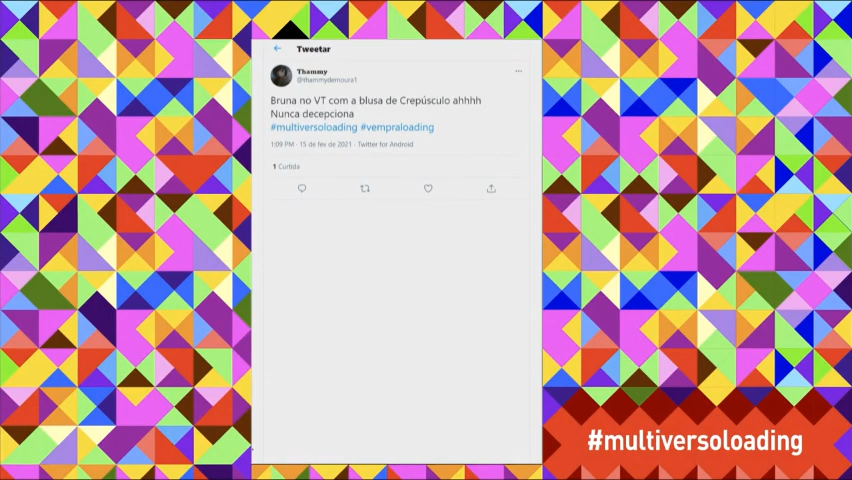 Tweetar
Thammy
@thammydemoura1
Bruna no VT com a blusa de Crepúsculo ahhhh
Nunca decepciona
#multiversoloading #vempraloading
1:09 PM · 15 de fev de 2021 · Twitter for Android
1 Curtida
#multiversoloading